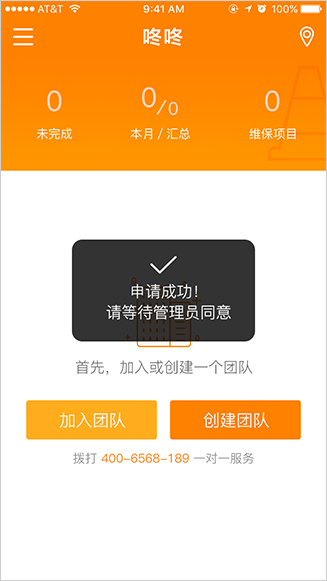 AT&T 9:41 AM 100%
咚咚
0 0/0 0
未完成 本月 / 汇总 维保项目
申请成功！
请等待管理员同意
首先，加入或创建一个团队
加入团队 创建团队
拨打 400-6568-189 一对一服务